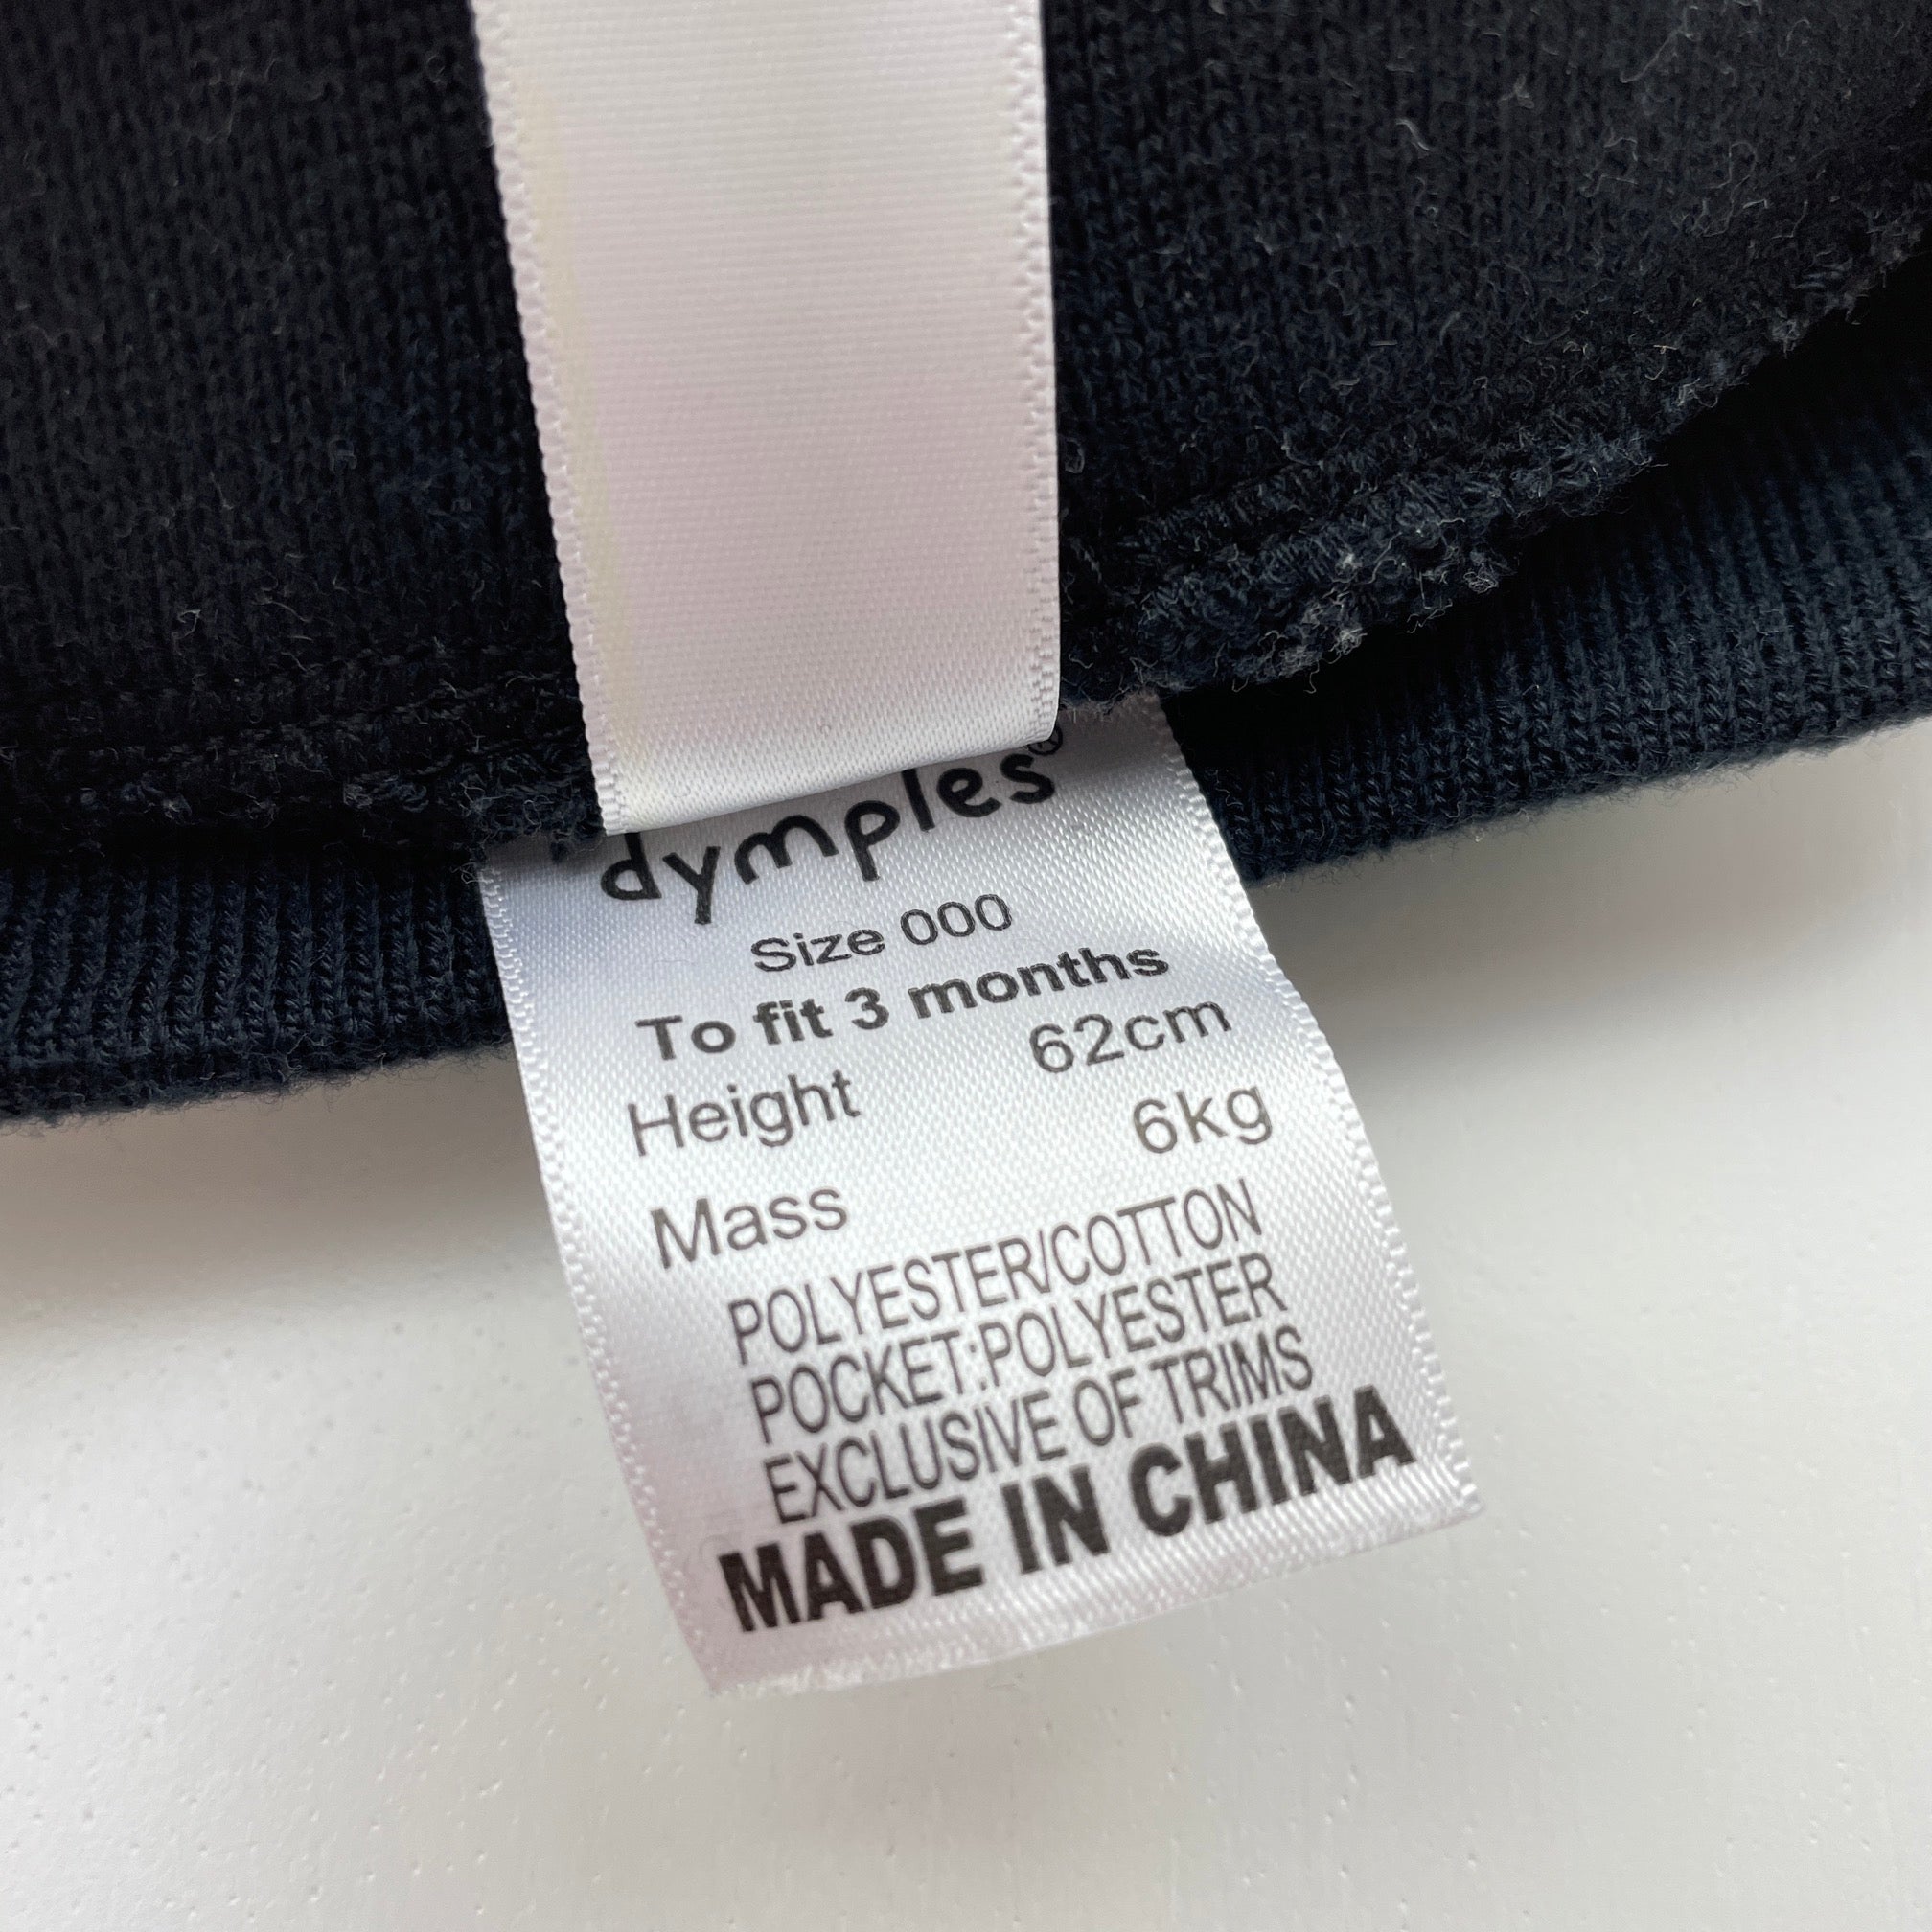 dymples®
Size 000
To fit 3 months
Height 62cm
Mass 6kg
POLYESTER/COTTON
POCKET:POLYESTER
EXCLUSIVE OF TRIMS
MADE IN CHINA